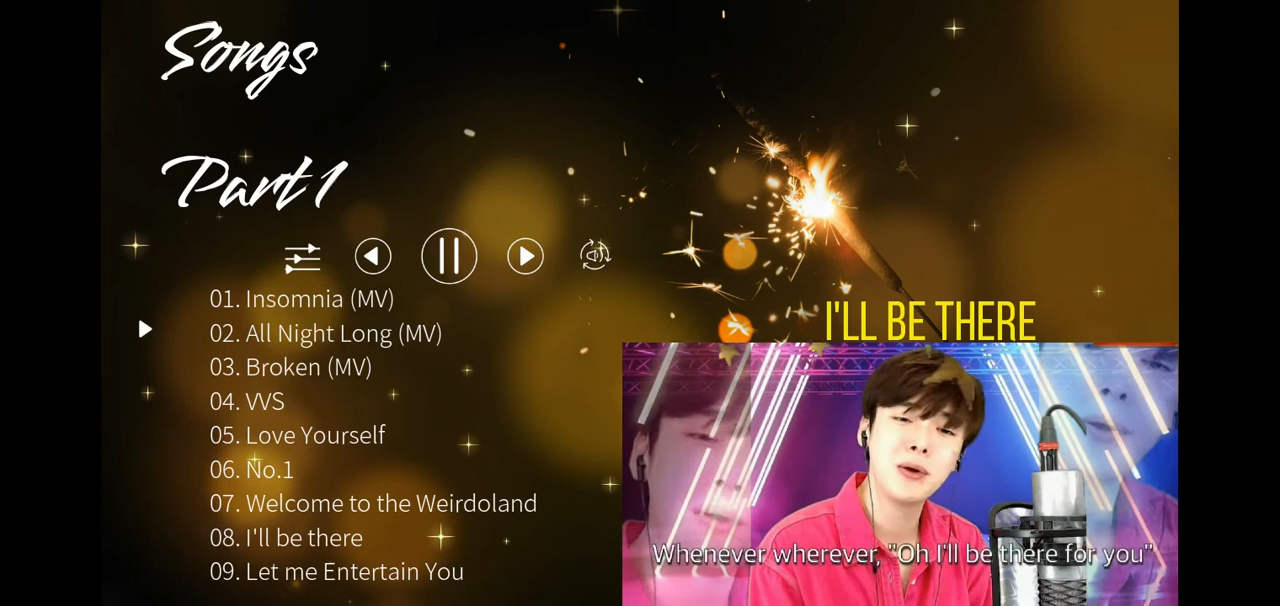 Songs
Part 1
01. Insomnia (MV)
02. All Night Long (MV)
03. Broken (MV)
04. VVS
05. Love Yourself
06. No.1
07. Welcome to the Weirdoland
08. I'll be there
09. Let me Entertain You
I'LL BE THERE
Whenever wherever, "Oh I'll be there for you"